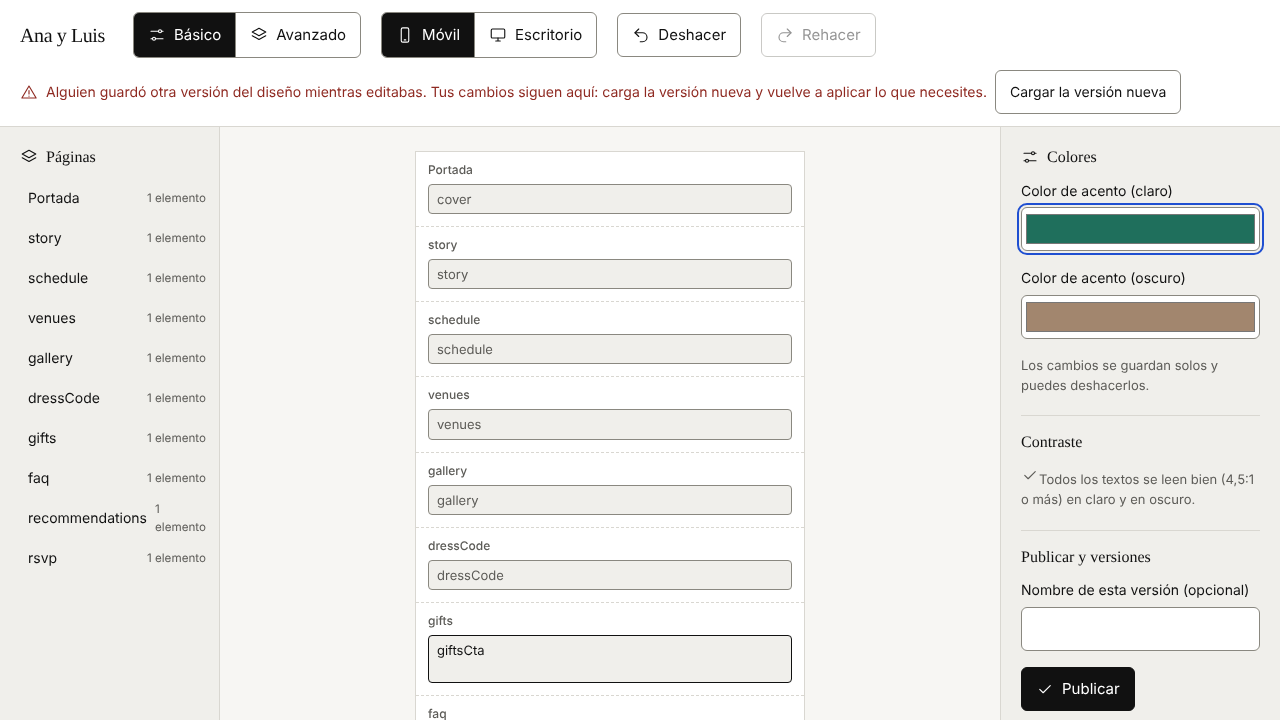 Ana y Luis
Básico
Avanzado
Móvil
Escritorio
Deshacer
Rehacer
Alguien guardó otra versión del diseño mientras editabas. Tus cambios siguen aquí: carga la versión nueva y vuelve a aplicar lo que necesites.
Cargar la versión nueva
Páginas
Portada 1 elemento
story 1 elemento
schedule 1 elemento
venues 1 elemento
gallery 1 elemento
dressCode 1 elemento
gifts 1 elemento
faq 1 elemento
recommendations 1 elemento
rsvp 1 elemento
Portada
cover
story
story
schedule
schedule
venues
venues
gallery
gallery
dressCode
dressCode
gifts
giftsCta
faq
Colores
Color de acento (claro)
Color de acento (oscuro)
Los cambios se guardan solos y
puedes deshacerlos.
Contraste
Todos los textos se leen bien (4,5:1
o más) en claro y en oscuro.
Publicar y versiones
Nombre de esta versión (opcional)
Publicar